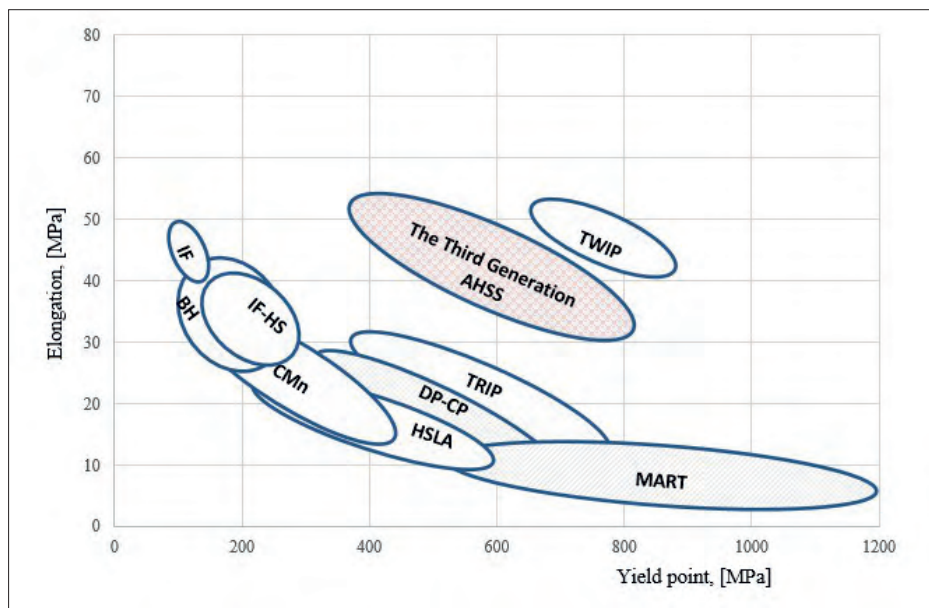 80
70
60
50
40
30
20
10
0
Elongation, [MPa]
IF
BH
IF-HS
CMn
The Third Generation
AHSS
TWIP
TRIP
DP-CP
HSLA
MART
0 200 400 600 800 1000 1200
Yield point, [MPa]